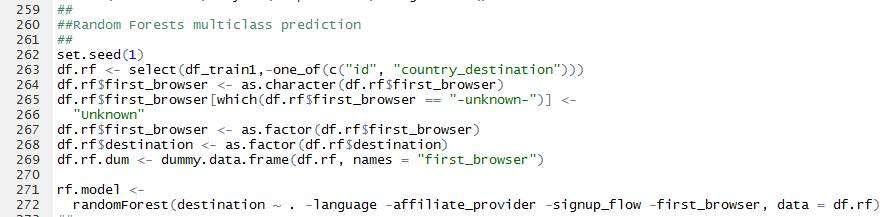 259 ##
260 ##Random Forests multiclass prediction
261 ##
262 set.seed(1)
263 df.rf <- select(df_train1,-one_of(c("id", "country_destination")))
264 df.rf$first_browser <- as.character(df.rf$first_browser)
265 df.rf$first_browser[which(df.rf$first_browser == "-unknown-")] <-
266 "Unknown"
267 df.rf$first_browser <- as.factor(df.rf$first_browser)
268 df.rf$destination <- as.factor(df.rf$destination)
269 df.rf.dum <- dummy.data.frame(df.rf, names = "first_browser")
270
271 rf.model <-
272 randomForest(destination ~ . -language -affiliate_provider -signup_flow -first_browser, data = df.rf)